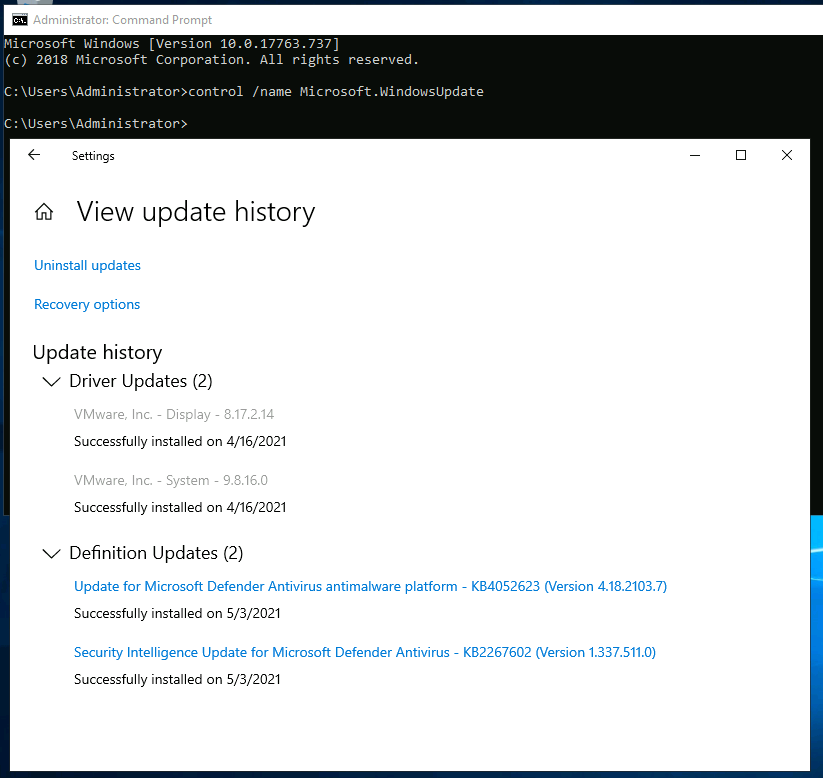 Administrator: Command Prompt
Microsoft Windows [Version 10.0.17763.737]
(c) 2018 Microsoft Corporation. All rights reserved.
C:\Users\Administrator>control /name Microsoft.WindowsUpdate
C:\Users\Administrator>
Settings
View update history
Uninstall updates
Recovery options
Update history
Driver Updates (2)
VMware, Inc. - Display - 8.17.2.14
Successfully installed on 4/16/2021
VMware, Inc. - System - 9.8.16.0
Successfully installed on 4/16/2021
Definition Updates (2)
Update for Microsoft Defender Antivirus antimalware platform - KB4052623 (Version 4.18.2103.7)
Successfully installed on 5/3/2021
Security Intelligence Update for Microsoft Defender Antivirus - KB2267602 (Version 1.337.511.0)
Successfully installed on 5/3/2021